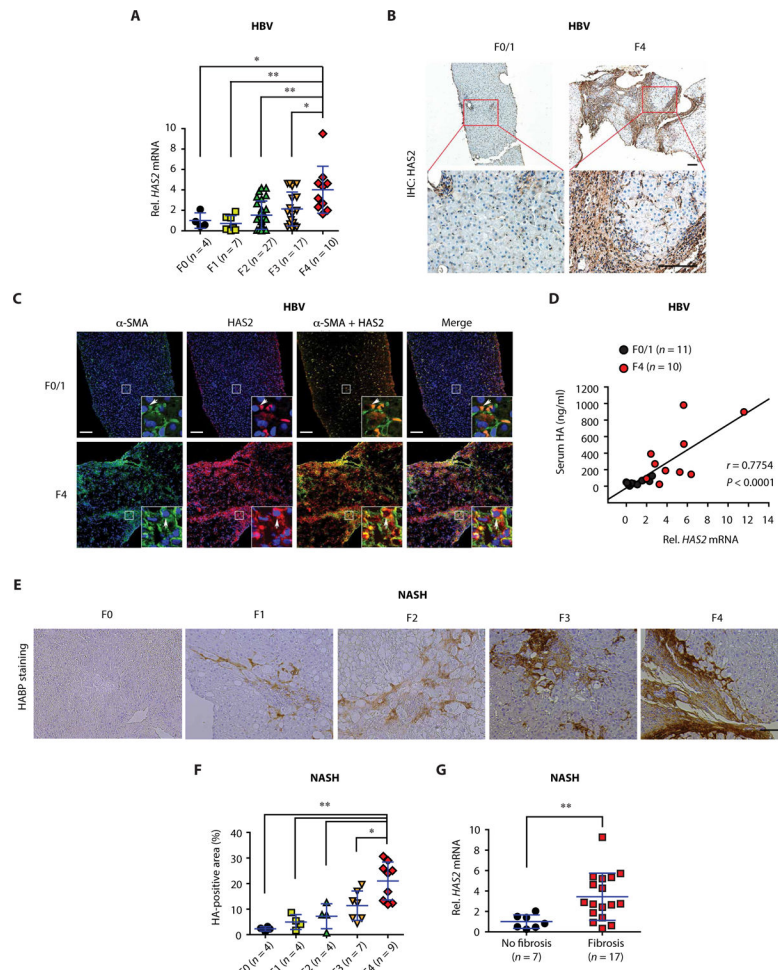 A
HBV
*
**
**
*
Rel. HAS2 mRNA
10
8
6
4
2
0
F0 (n = 4)
F1 (n = 7)
F2 (n = 27)
F3 (n = 17)
F4 (n = 10)
B
HBV
F0/1
F4
IHC: HAS2
C
HBV
α-SMA
HAS2
α-SMA + HAS2
Merge
F0/1
F4
D
HBV
F0/1 (n = 11)
F4 (n = 10)
Serum HA (ng/ml)
1200
1000
800
600
400
200
0
r = 0.7754
P < 0.0001
0 2 4 6 8 10 12 14
Rel. HAS2 mRNA
E
NASH
F0
F1
F2
F3
F4
HABP staining
F
NASH
**
*
HA-positive area (%)
40
30
20
10
0
F0 (n = 4)
F1 (n = 4)
F2 (n = 4)
F3 (n = 7)
F4 (n = 9)
G
NASH
**
Rel. HAS2 mRNA
10
8
6
4
2
0
No fibrosis
(n = 7)
Fibrosis
(n = 17)